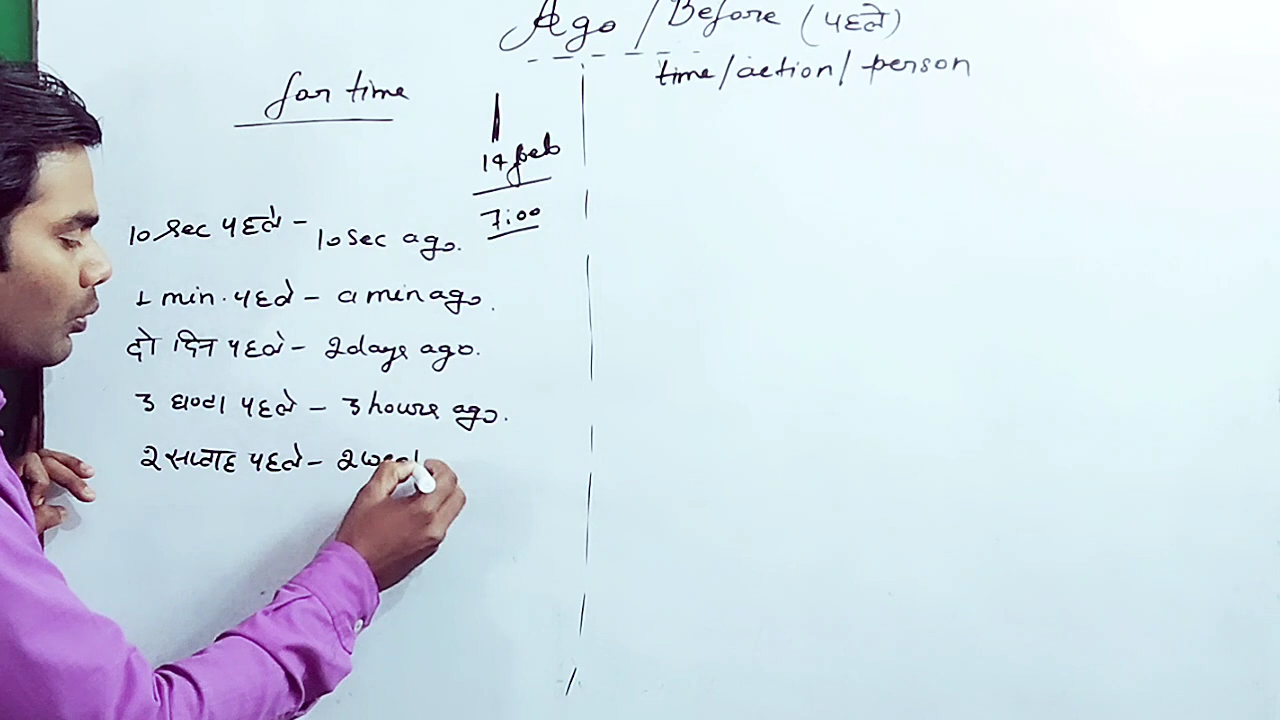 Ago / Before (पहले)
for time
time/action/person
14 feb
7:00
10 sec पहले - 10 sec ago.
1 min. पहले - a min ago.
दो दिन पहले - 2 days ago.
3 घण्टा पहले - 3 hours ago.
2 सप्ताह पहले - 2